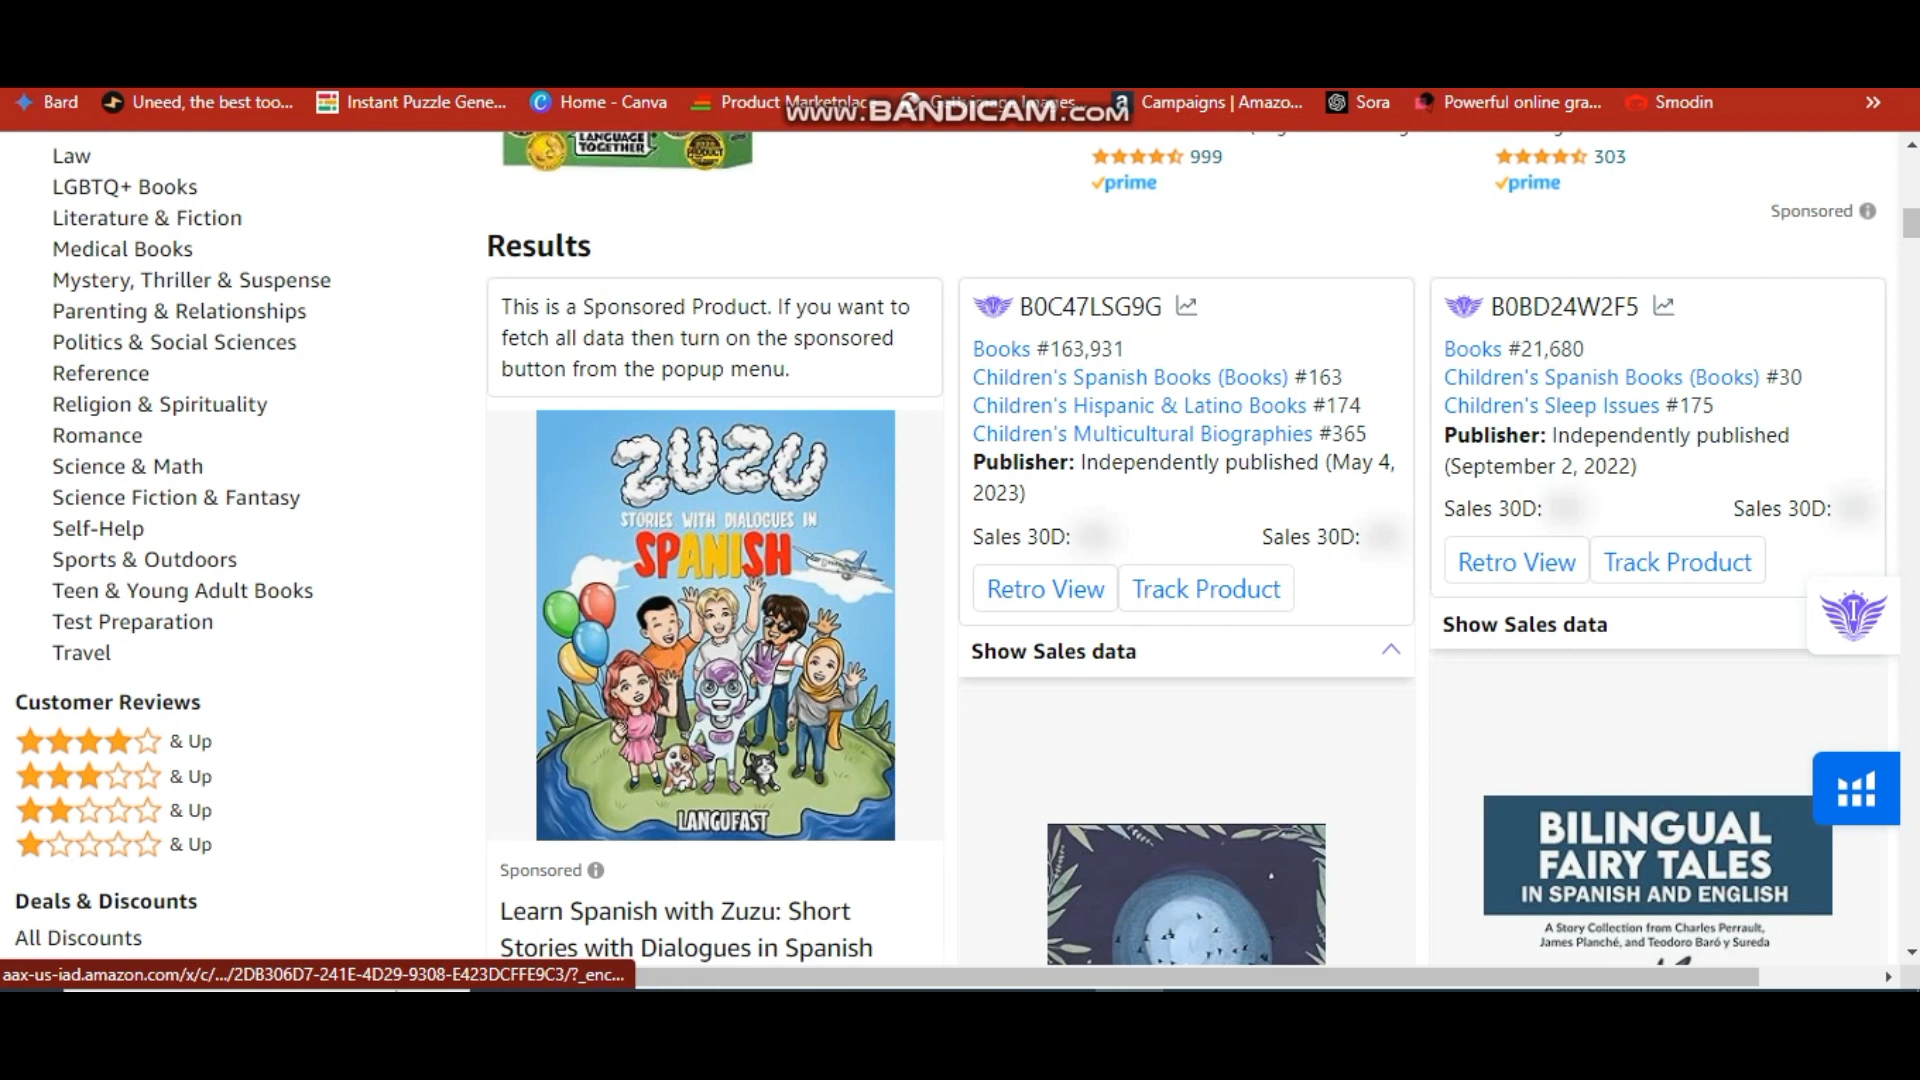 Bard
Uneed, the best too...
Instant Puzzle Gene...
Home - Canva
Product Marketplace
www.BANDICAM.com
Campaigns | Amazo...
Sora
Powerful online gra...
Smodin
»
Law
LGBTQ+ Books
Literature & Fiction
Medical Books
Mystery, Thriller & Suspense
Parenting & Relationships
Politics & Social Sciences
Reference
Religion & Spirituality
Romance
Science & Math
Science Fiction & Fantasy
Self-Help
Sports & Outdoors
Teen & Young Adult Books
Test Preparation
Travel
Customer Reviews
& Up
& Up
& Up
& Up
Deals & Discounts
All Discounts
aax-us-iad.amazon.com/x/c/.../2DB306D7-241E-4D29-9308-E423DCFFE9C3/?_enc...
LANGUAGE
TOGETHER
999
prime
303
prime
Sponsored
Results
This is a Sponsored Product. If you want to
fetch all data then turn on the sponsored
button from the popup menu.
ZUZU
STORIES WITH DIALOGUES IN
SPANISH
LANGUFAST
Sponsored
Learn Spanish with Zuzu: Short
Stories with Dialogues in Spanish
B0C47LSG9G
Books #163,931
Children's Spanish Books (Books) #163
Children's Hispanic & Latino Books #174
Children's Multicultural Biographies #365
Publisher: Independently published (May 4,
2023)
Sales 30D:
Sales 30D:
Retro View
Track Product
Show Sales data
B0BD24W2F5
Books #21,680
Children's Spanish Books (Books) #30
Children's Sleep Issues #175
Publisher: Independently published
(September 2, 2022)
Sales 30D:
Sales 30D:
Retro View
Track Product
Show Sales data
BILINGUAL
FAIRY TALES
IN SPANISH AND ENGLISH
A Story Collection from Charles Perrault,
James Planché, and Teodoro Baró y Sureda